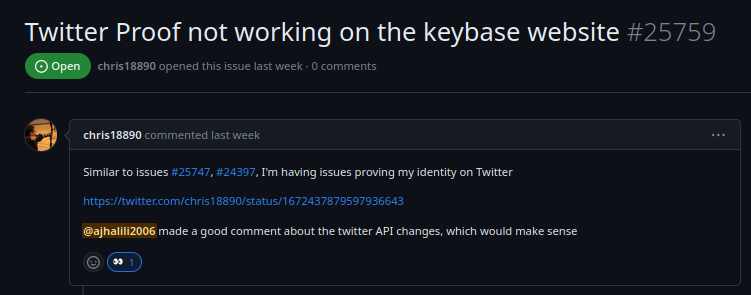 Twitter Proof not working on the keybase website #25759
Open chris18890 opened this issue last week · 0 comments
chris18890 commented last week
Similar to issues #25747, #24397, I'm having issues proving my identity on Twitter
https://twitter.com/chris18890/status/1672437879597936643
@ajhalili2006 made a good comment about the twitter API changes, which would make sense
1